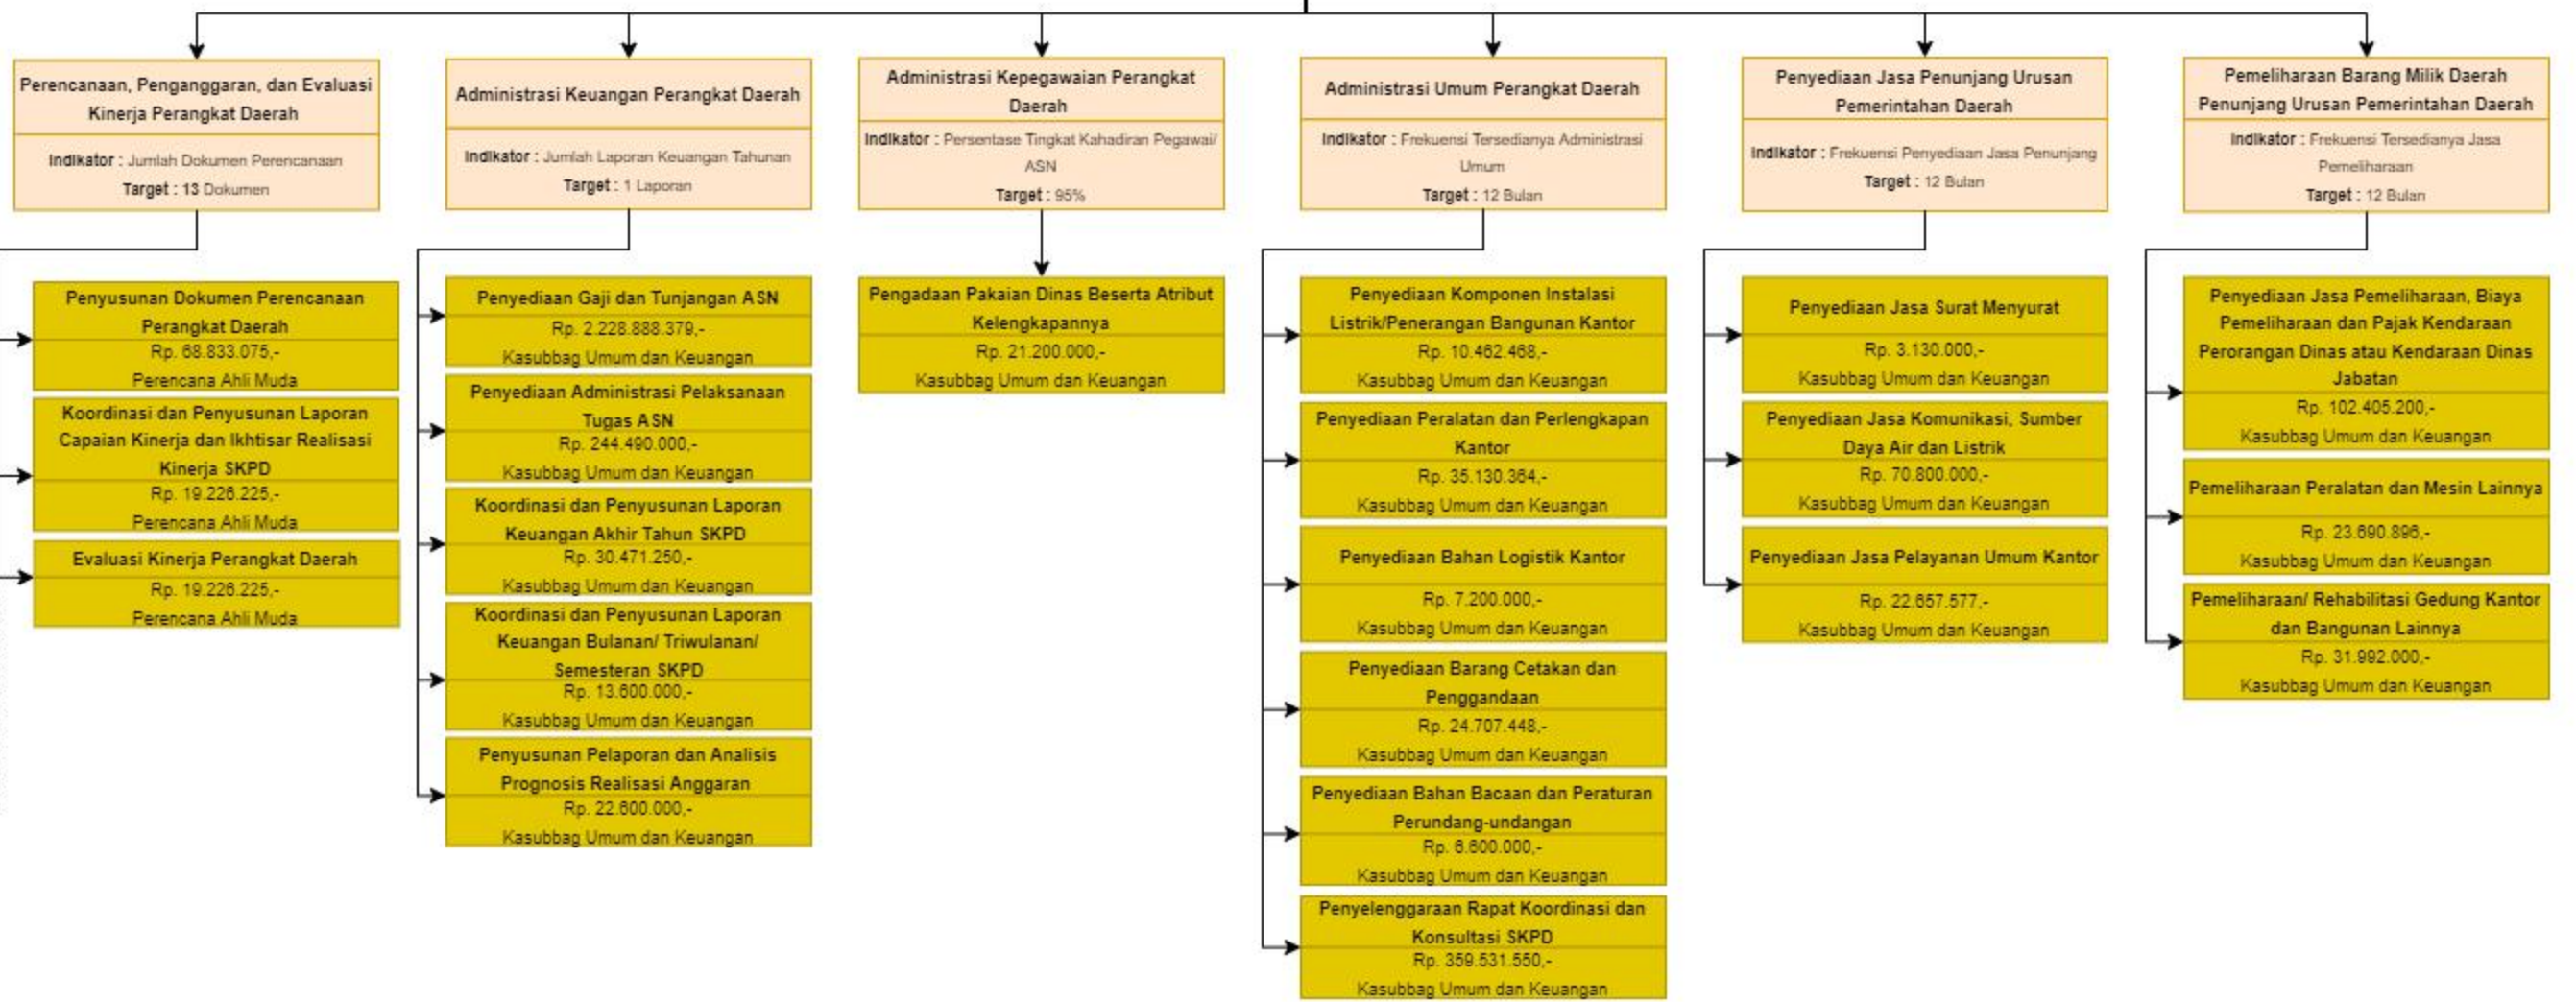 Perencanaan, Penganggaran, dan Evaluasi
Kinerja Perangkat Daerah
Indikator : Jumlah Dokumen Perencanaan
Target : 13 Dokumen
Penyusunan Dokumen Perencanaan
Perangkat Daerah
Rp. 68.833.075,-
Perencana Ahli Muda
Koordinasi dan Penyusunan Laporan
Capaian Kinerja dan Ikhtisar Realisasi
Kinerja SKPD
Rp. 19.226.225,-
Perencana Ahli Muda
Evaluasi Kinerja Perangkat Daerah
Rp. 19.226.225,-
Perencana Ahli Muda
Administrasi Keuangan Perangkat Daerah
Indikator : Jumlah Laporan Keuangan Tahunan
Target : 1 Laporan
Penyediaan Gaji dan Tunjangan ASN
Rp. 2.228.888.379,-
Kasubbag Umum dan Keuangan
Penyediaan Administrasi Pelaksanaan
Tugas ASN
Rp. 244.490.000,-
Kasubbag Umum dan Keuangan
Koordinasi dan Penyusunan Laporan
Keuangan Akhir Tahun SKPD
Rp. 30.471.250,-
Kasubbag Umum dan Keuangan
Koordinasi dan Penyusunan Laporan
Keuangan Bulanan/ Triwulanan/
Semesteran SKPD
Rp. 13.600.000,-
Kasubbag Umum dan Keuangan
Penyusunan Pelaporan dan Analisis
Prognosis Realisasi Anggaran
Rp. 22.600.000,-
Kasubbag Umum dan Keuangan
Administrasi Kepegawaian Perangkat
Daerah
Indikator : Persentase Tingkat Kahadiran Pegawai/
ASN
Target : 95%
Pengadaan Pakaian Dinas Beserta Atribut
Kelengkapannya
Rp. 21.200.000,-
Kasubbag Umum dan Keuangan
Administrasi Umum Perangkat Daerah
Indikator : Frekuensi Tersedianya Administrasi
Umum
Target : 12 Bulan
Penyediaan Komponen Instalasi
Listrik/Penerangan Bangunan Kantor
Rp. 10.462.468,-
Kasubbag Umum dan Keuangan
Penyediaan Peralatan dan Perlengkapan
Kantor
Rp. 35.130.364,-
Kasubbag Umum dan Keuangan
Penyediaan Bahan Logistik Kantor
Rp. 7.200.000,-
Kasubbag Umum dan Keuangan
Penyediaan Barang Cetakan dan
Penggandaan
Rp. 24.707.448,-
Kasubbag Umum dan Keuangan
Penyediaan Bahan Bacaan dan Peraturan
Perundang-undangan
Rp. 6.600.000,-
Kasubbag Umum dan Keuangan
Penyelenggaraan Rapat Koordinasi dan
Konsultasi SKPD
Rp. 359.531.550,-
Kasubbag Umum dan Keuangan
Penyediaan Jasa Penunjang Urusan
Pemerintahan Daerah
Indikator : Frekuensi Penyediaan Jasa Penunjang
Target : 12 Bulan
Penyediaan Jasa Surat Menyurat
Rp. 3.130.000,-
Kasubbag Umum dan Keuangan
Penyediaan Jasa Komunikasi, Sumber
Daya Air dan Listrik
Rp. 70.800.000,-
Kasubbag Umum dan Keuangan
Penyediaan Jasa Pelayanan Umum Kantor
Rp. 22.657.577,-
Kasubbag Umum dan Keuangan
Pemeliharaan Barang Milik Daerah
Penunjang Urusan Pemerintahan Daerah
Indikator : Frekuensi Tersedianya Jasa
Pemeliharaan
Target : 12 Bulan
Penyediaan Jasa Pemeliharaan, Biaya
Pemeliharaan dan Pajak Kendaraan
Perorangan Dinas atau Kendaraan Dinas
Jabatan
Rp. 102.405.200,-
Kasubbag Umum dan Keuangan
Pemeliharaan Peralatan dan Mesin Lainnya
Rp. 23.690.896,-
Kasubbag Umum dan Keuangan
Pemeliharaan/ Rehabilitasi Gedung Kantor
dan Bangunan Lainnya
Rp. 31.992.000,-
Kasubbag Umum dan Keuangan